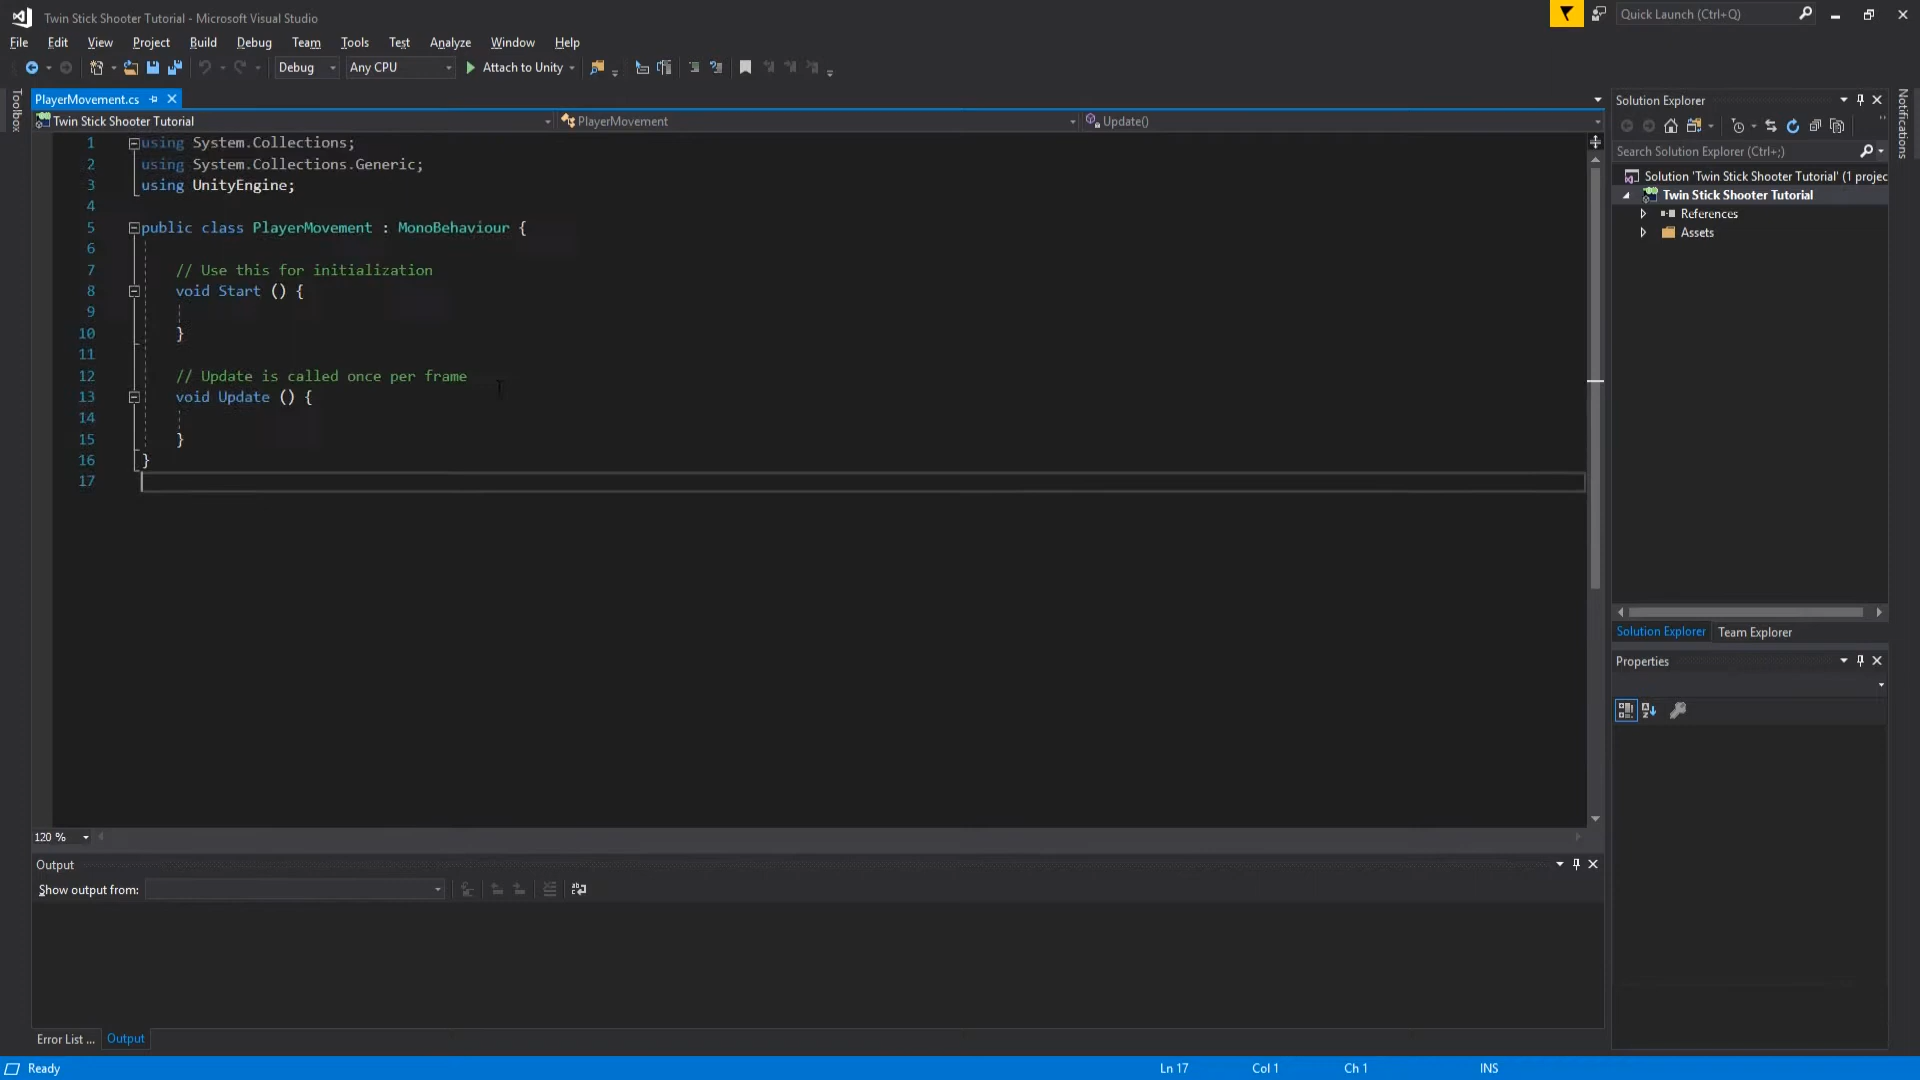 Twin Stick Shooter Tutorial - Microsoft Visual Studio
Quick Launch (Ctrl+Q)
File Edit View Project Build Debug Team Tools Test Analyze Window Help
Debug Any CPU Attach to Unity
Toolbox
PlayerMovement.cs
Twin Stick Shooter Tutorial PlayerMovement Update()
1 using System.Collections;
2 using System.Collections.Generic;
3 using UnityEngine;
4
5 public class PlayerMovement : MonoBehaviour {
6
7 // Use this for initialization
8 void Start () {
9
10 }
11
12 // Update is called once per frame
13 void Update () {
14
15 }
16 }
17
120 %
Output
Show output from:
Error List ... Output
Solution Explorer
Search Solution Explorer (Ctrl+;)
Solution 'Twin Stick Shooter Tutorial' (1 projec
Twin Stick Shooter Tutorial
References
Assets
Solution Explorer Team Explorer
Properties
Notifications
Ready Ln 17 Col 1 Ch 1 INS